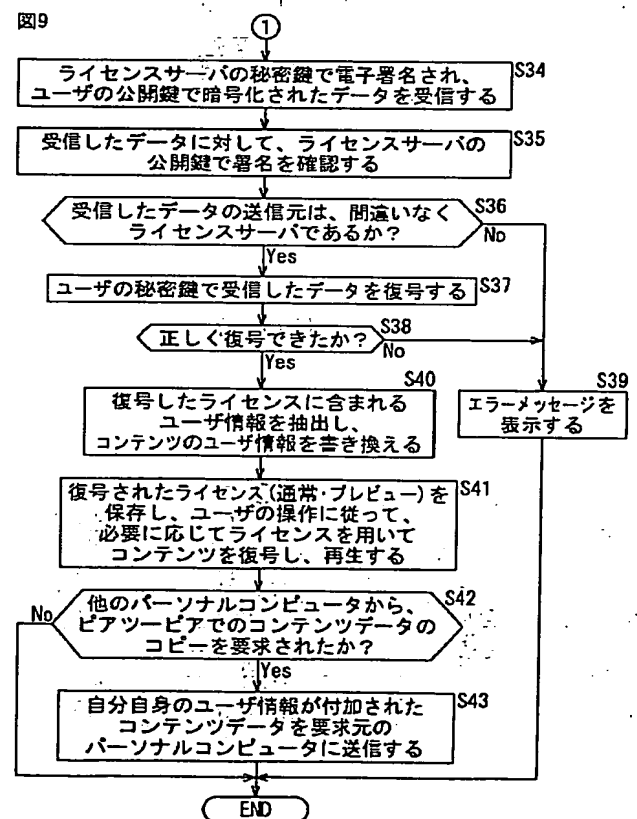 図9
①
ライセンスサーバの秘密鍵で電子署名され、
ユーザの公開鍵で暗号化されたデータを受信する
S34
受信したデータに対して、ライセンスサーバの
公開鍵で署名を確認する
S35
受信したデータの送信元は、間違いなく
ライセンスサーバであるか?
S36
No
Yes
ユーザの秘密鍵で受信したデータを復号する
S37
正しく復号できたか?
S38
No
Yes
S40
復号したライセンスに含まれる
ユーザ情報を抽出し、
コンテンツのユーザ情報を書き換える
S39
エラーメッセージを
表示する
復号されたライセンス(通常・プレビュー)を
保存し、ユーザの操作に従って、
必要に応じてライセンスを用いて
コンテンツを復号し、再生する
S41
他のパーソナルコンピュータから、
ピアツーピアでのコンテンツデータの
コピーを要求されたか?
S42
No
Yes
自分自身のユーザ情報が付加された
コンテンツデータを要求元の
パーソナルコンピュータに送信する
S43
END